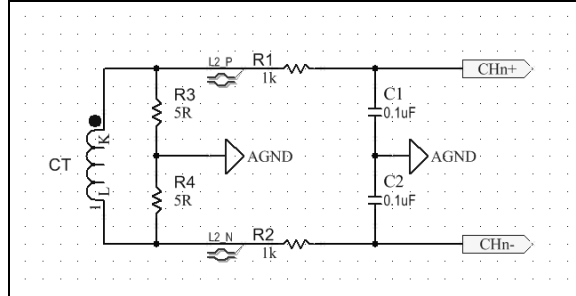 L2_P
R1
1k
CHn+
R3
5R
C1
0.1uF
K
CT
AGND
AGND
L
1
R4
5R
C2
0.1uF
L2_N
R2
1k
CHn-